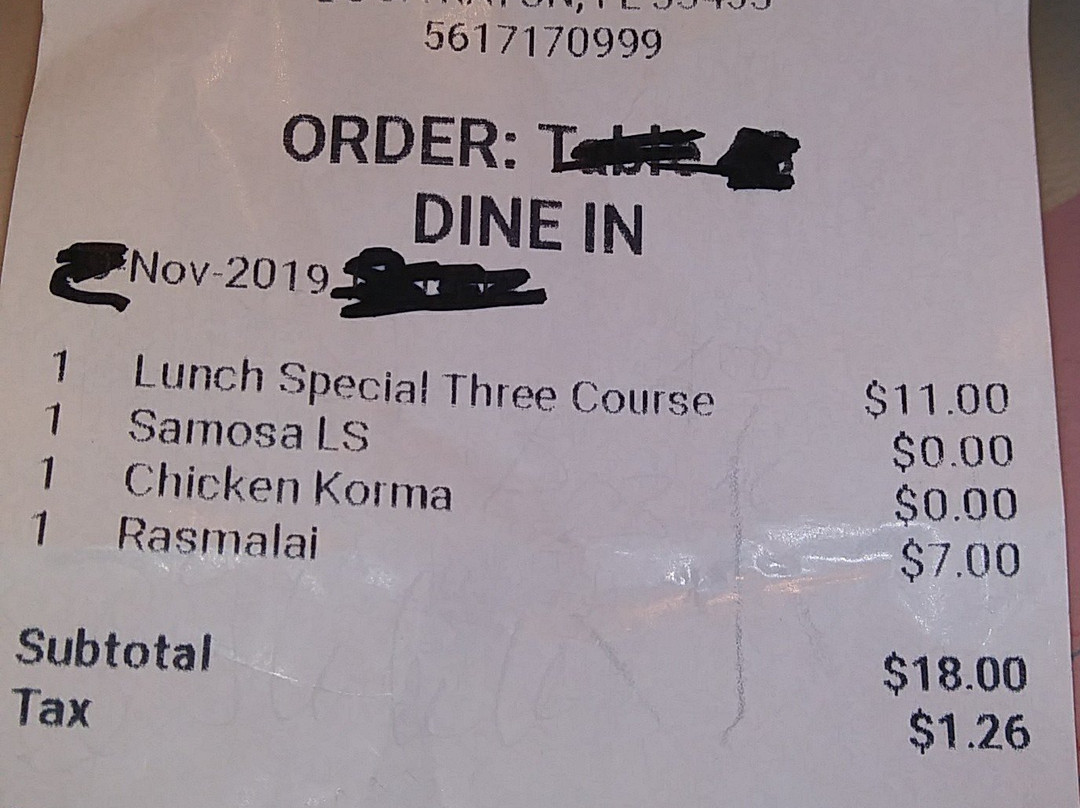 5617170999
ORDER:
DINE IN
Nov-2019
1 Lunch Special Three Course $11.00
1 Samosa LS $0.00
1 Chicken Korma $0.00
1 Rasmalai $7.00
Subtotal $18.00
Tax $1.26